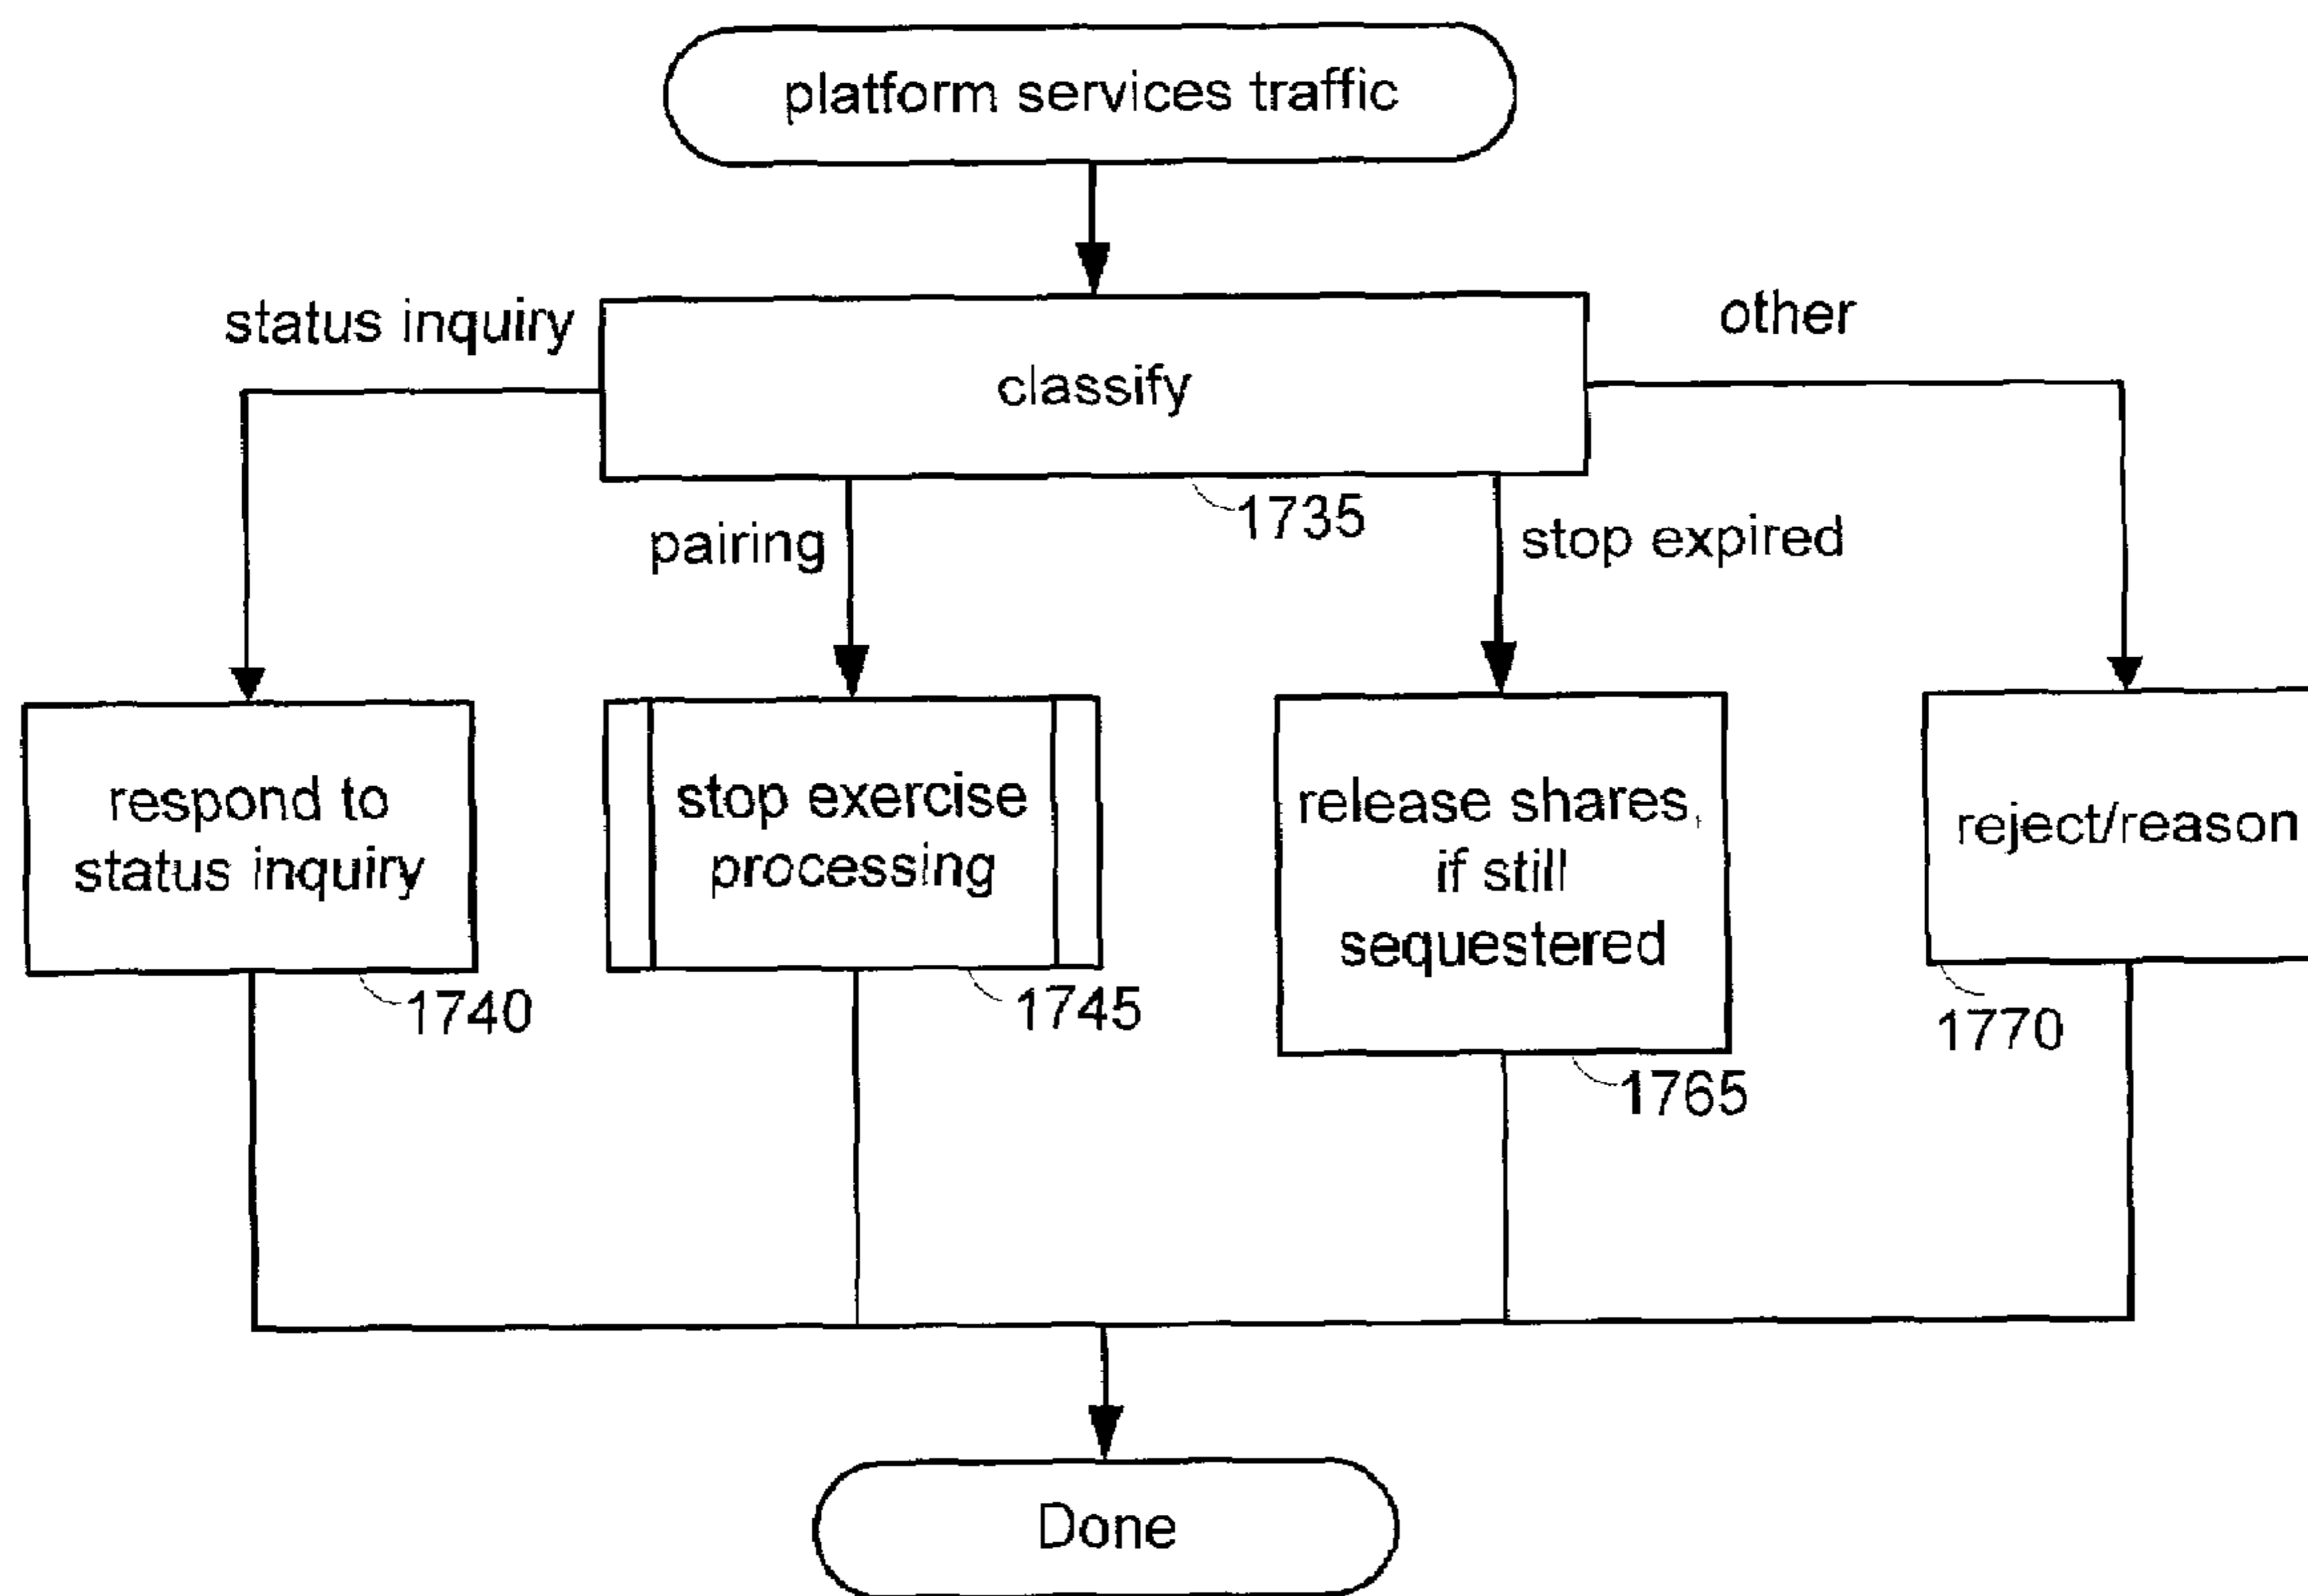 platform services traffic
status inquiry
other
classify
1735
pairing
stop expired
respond to
status inquiry
1740
stop exercise
processing
1745
release shares,
if still
sequestered
1765
reject/reason
1770
Done